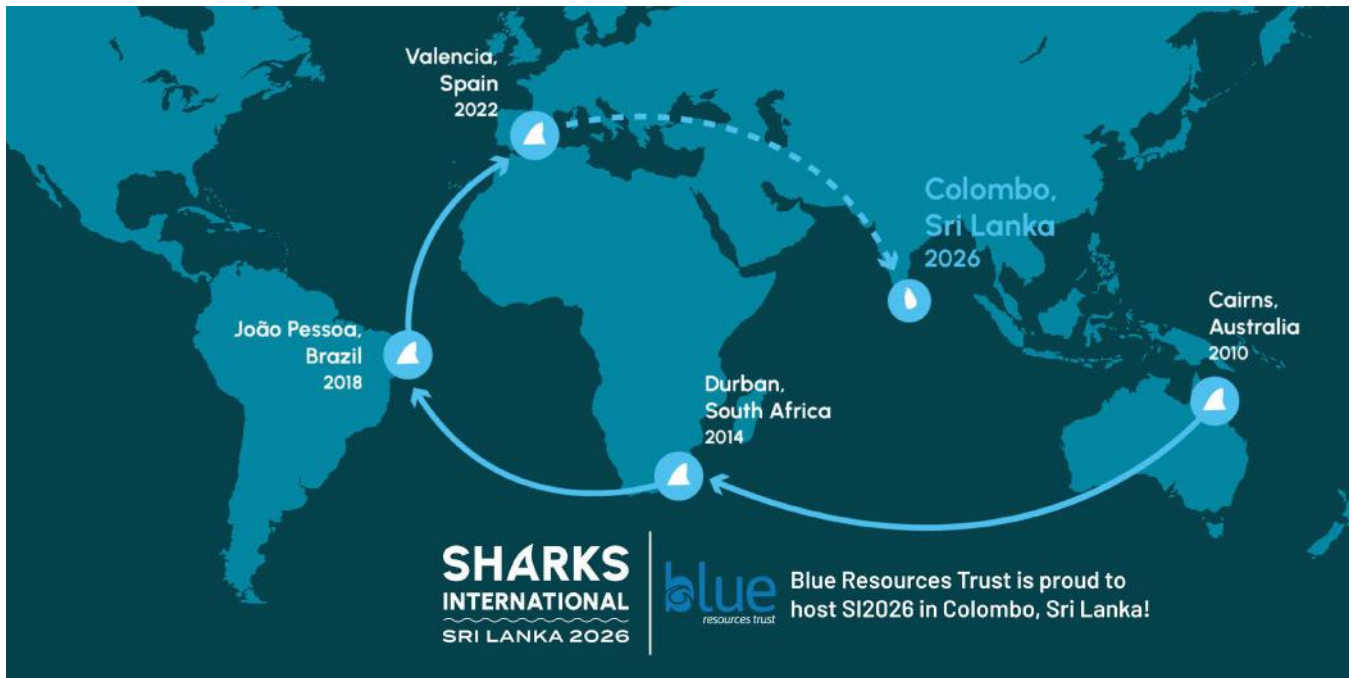 Valencia,
Spain
2022
Colombo,
Sri Lanka
2026
Cairns,
Australia
2010
João Pessoa,
Brazil
2018
Durban,
South Africa
2014
SHARKS
INTERNATIONAL
SRI LANKA 2026
blue
resources trust
Blue Resources Trust is proud to
host SI2026 in Colombo, Sri Lanka!